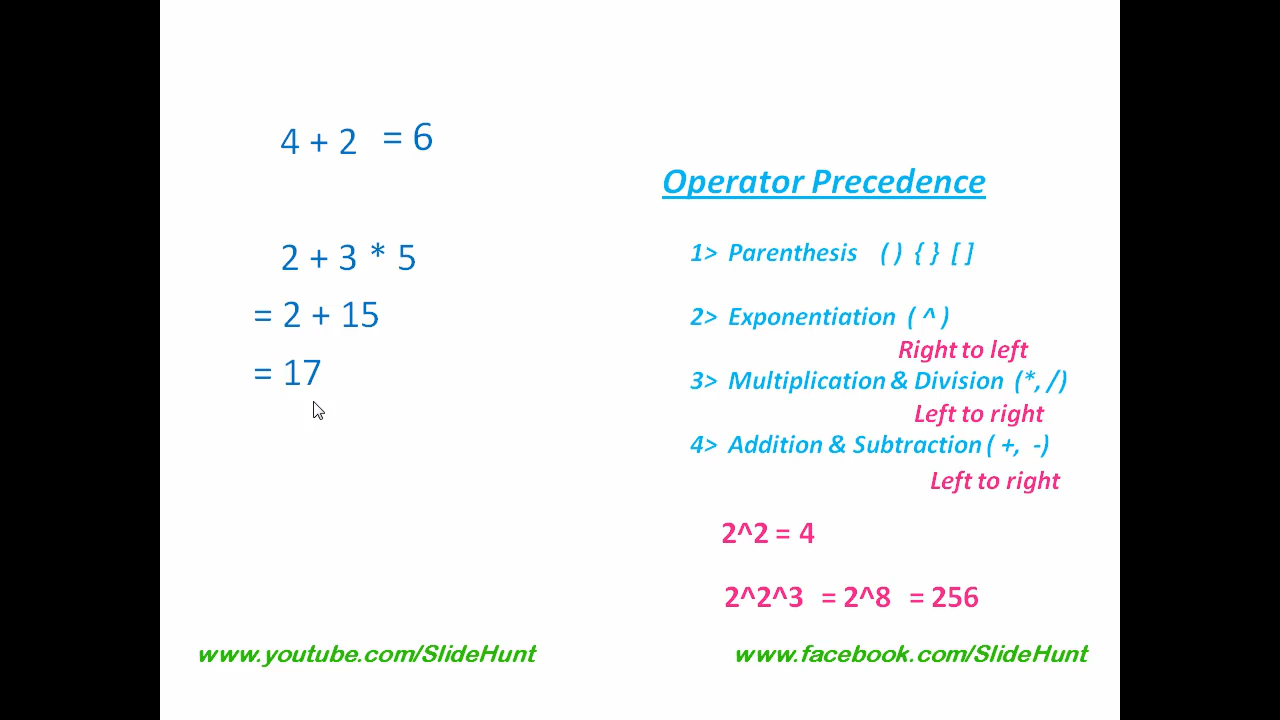 4 + 2 = 6
2 + 3 * 5
= 2 + 15
= 17
Operator Precedence
1> Parenthesis ( ) { } [ ]
2> Exponentiation ( ^ )
Right to left
3> Multiplication & Division (*, /)
Left to right
4> Addition & Subtraction ( +, -)
Left to right
2^2 = 4
2^2^3 = 2^8 = 256
www.youtube.com/SlideHunt
www.facebook.com/SlideHunt